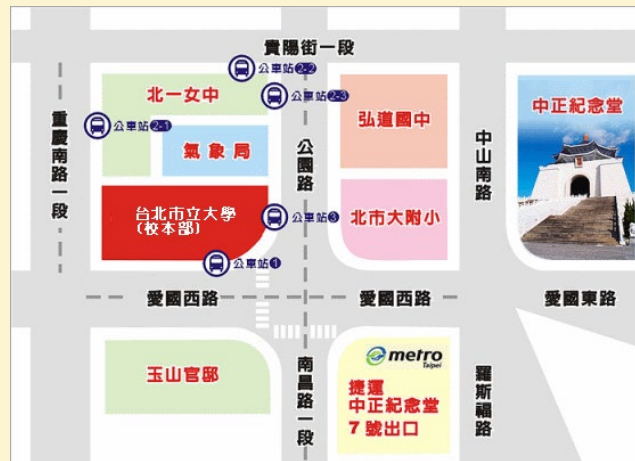 貴陽街一段
公車站2-2
北一女中
公車站2-3
中正紀念堂
重慶南路一段
公車站2-1
弘道國中
氣象局
公園路
中山南路
台北市立大學
(校本部)
公車站3
北市大附小
公車站1
愛國西路
愛國西路
愛國東路
玉山官邸
南昌路一段
metro
Taipei
捷運
中正紀念堂
7號出口
羅斯福路